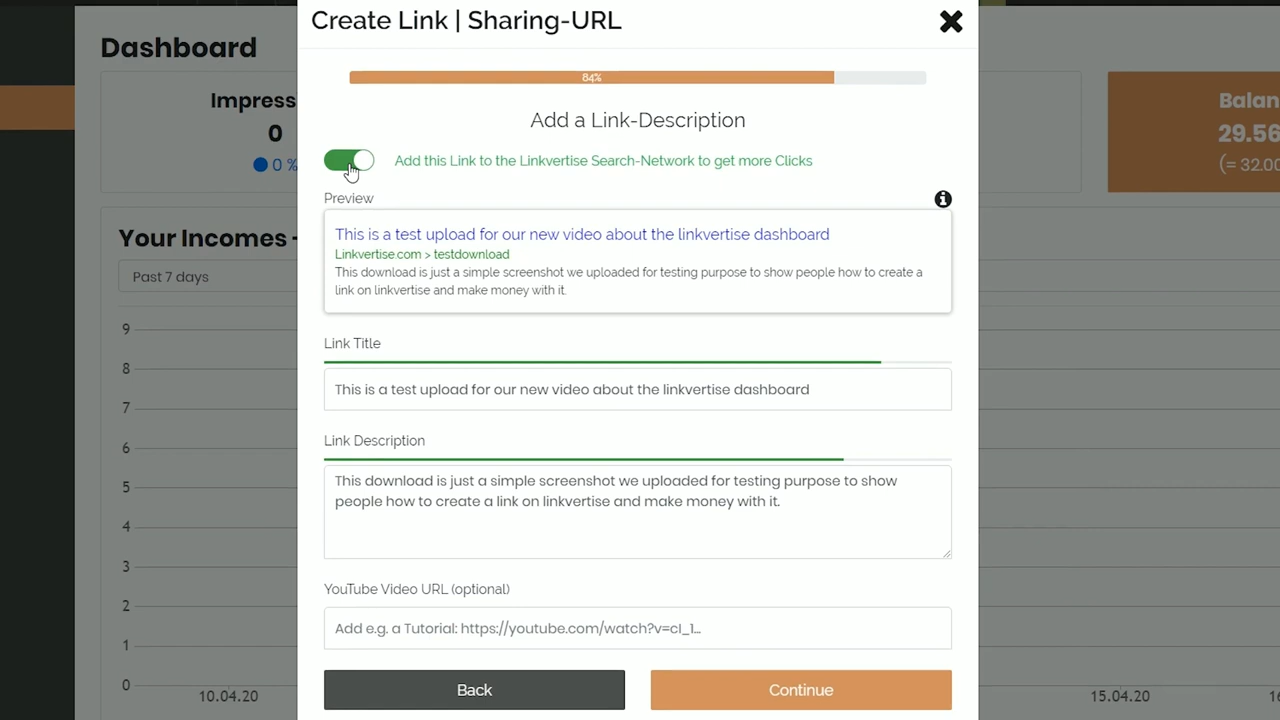 Create Link | Sharing-URL
Dashboard
84%
Impress
0
0 %
Balan
29.56
(= 32.00
Add a Link-Description
Add this Link to the Linkvertise Search-Network to get more Clicks
Preview
This is a test upload for our new video about the linkvertise dashboard
Linkvertise.com > testdownload
This download is just a simple screenshot we uploaded for testing purpose to show people how to create a
link on linkvertise and make money with it.
Your Incomes -
Past 7 days
9
8
7
6
5
4
3
2
1
0
10.04.20
15.04.20
Link Title
This is a test upload for our new video about the linkvertise dashboard
Link Description
This download is just a simple screenshot we uploaded for testing purpose to show
people how to create a link on linkvertise and make money with it.
YouTube Video URL (optional)
Add e.g. a Tutorial: https://youtube.com/watch?v=cI_1...
Back
Continue